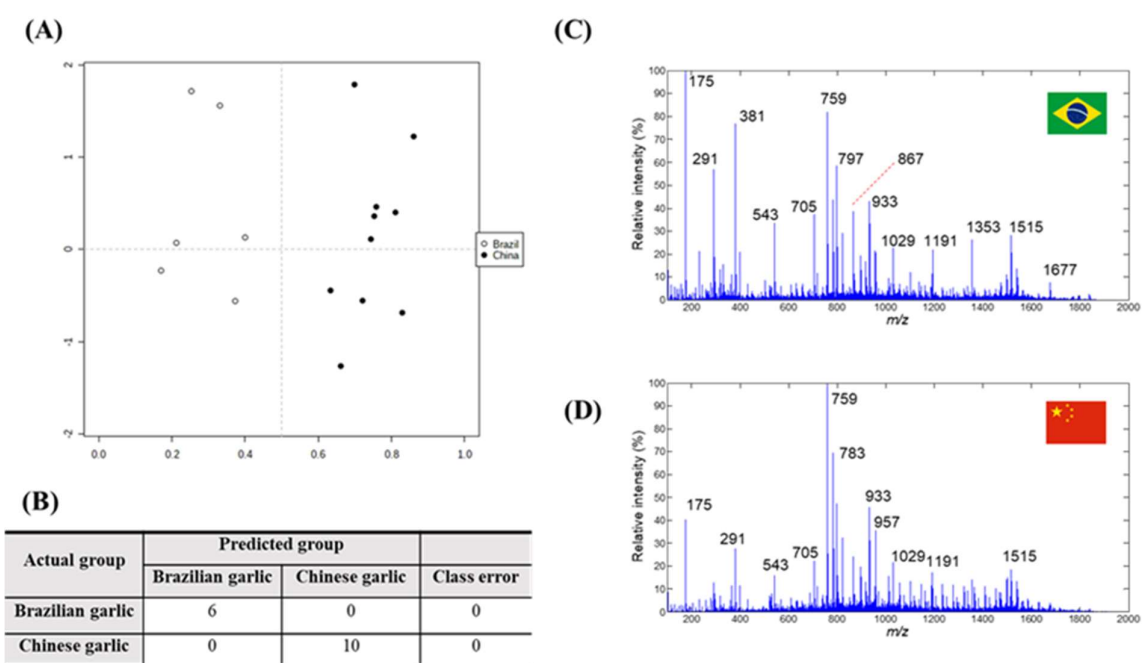 (A)
2
1
0
-1
-2
0.0 0.2 0.4 0.6 0.8 1.0
Brazil
China
(B)
Actual group
Predicted group
Brazilian garlic Chinese garlic Class error
Brazilian garlic 6 0 0
Chinese garlic 0 10 0
(C)
Relative intensity (%)
100
90
80
70
60
50
40
30
20
10
0
175
759
381
291
797
867
543
705
933
1029
1191
1353
1515
1677
200 400 600 800 1000 1200 1400 1600 1800 2000
m/z
(D)
Relative intensity (%)
100
90
80
70
60
50
40
30
20
10
0
759
783
175
933
957
291
543
705
1029
1191
1515
200 400 600 800 1000 1200 1400 1600 1800 2000
m/z